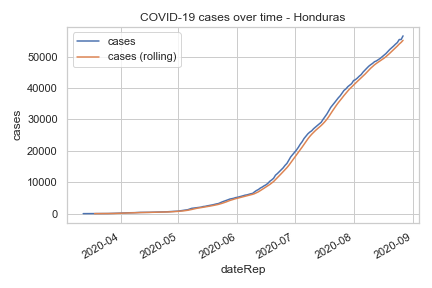 COVID-19 cases over time - Honduras
cases
cases (rolling)
50000
40000
30000
20000
10000
0
cases
2020-04
2020-05
2020-06
2020-07
2020-08
2020-09
dateRep